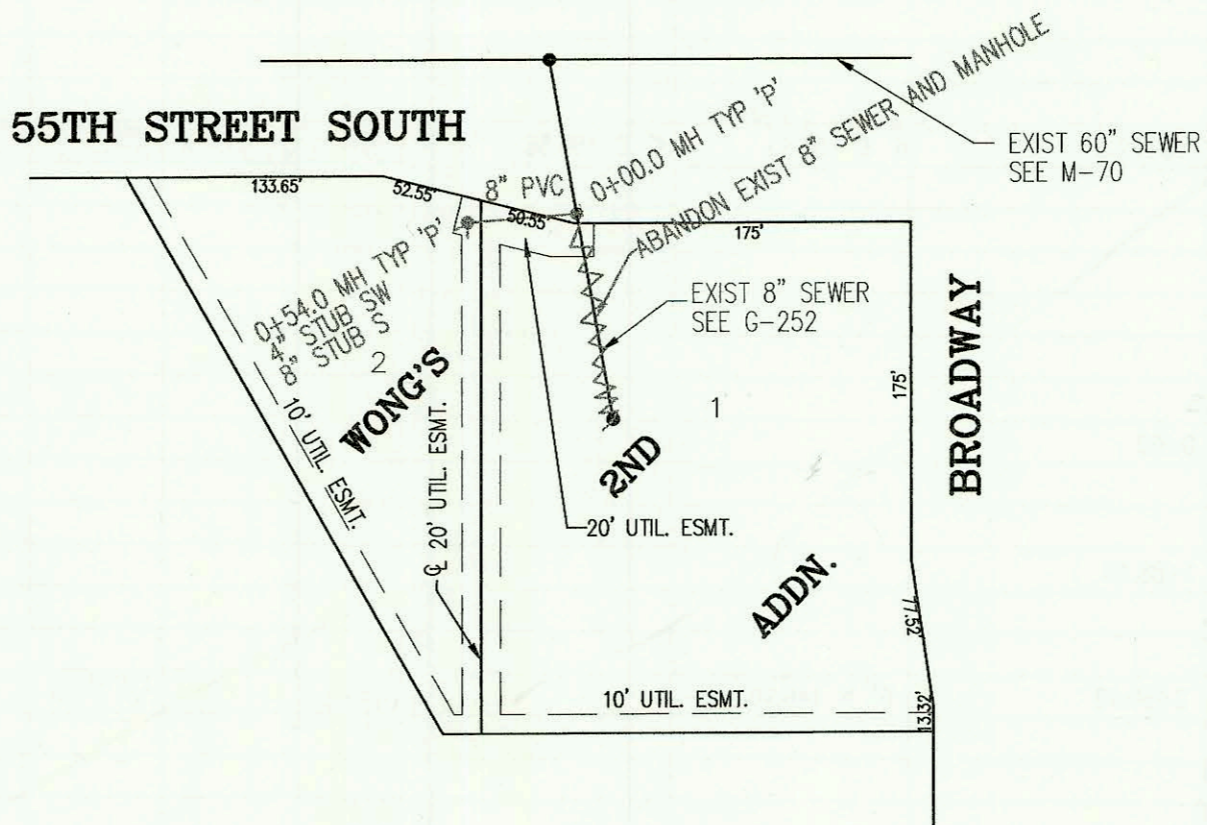 55TH STREET SOUTH
EXIST 60" SEWER
SEE M-70
133.65'
52.55'
8" PVC
50.55'
0+00.0 MH TYP 'P'
ABANDON EXIST 8" SEWER AND MANHOLE
175'
EXIST 8" SEWER
SEE G-252
0+54.0 MH TYP 'P'
4" STUB SW
8" STUB S
2
WONG'S
10' UTIL. ESMT.
℄ 20' UTIL. ESMT.
2ND
1
175'
BROADWAY
20' UTIL. ESMT.
ADDN.
77.52'
10' UTIL. ESMT.
13.32'